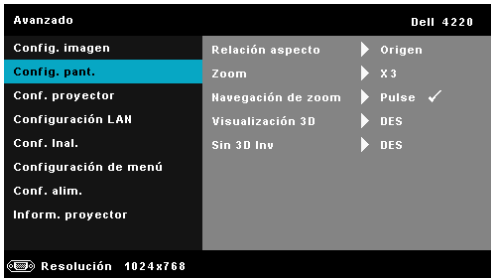 Avanzado Dell 4220
Config. imagen Relación aspecto Origen
Config. pant. Zoom X3
Conf. proyector Navegación de zoom Pulse
Configuración LAN Visualización 3D DES
Conf. Inal. Sin 3D Inv DES
Configuración de menú
Conf. alim.
Inform. proyector
Resolución 1024x768